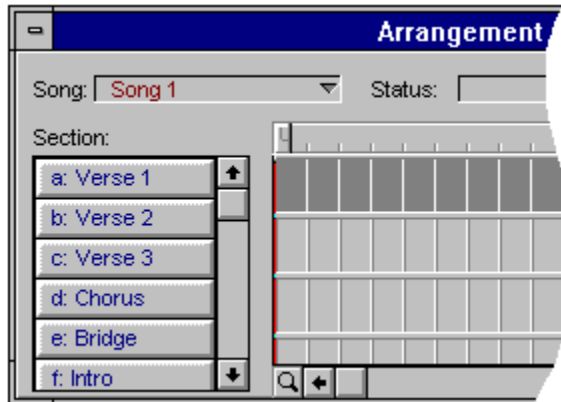 Arrangement
Song: Song 1 Status:
Section:
a: Verse 1
b: Verse 2
c: Verse 3
d: Chorus
e: Bridge
f: Intro